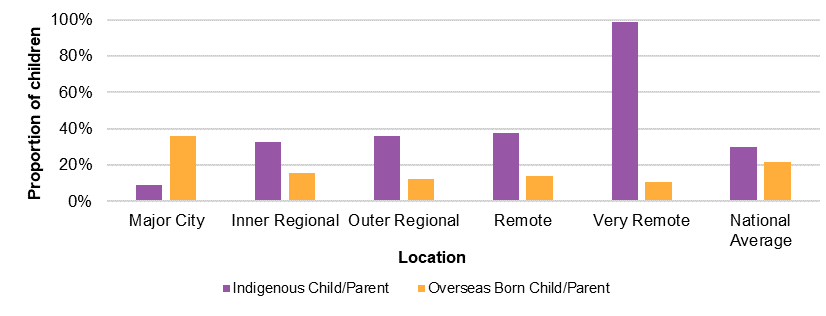 Proportion of children
100%
80%
60%
40%
20%
0%
Major City Inner Regional Outer Regional Remote Very Remote National
Average
Location
Indigenous Child/Parent Overseas Born Child/Parent